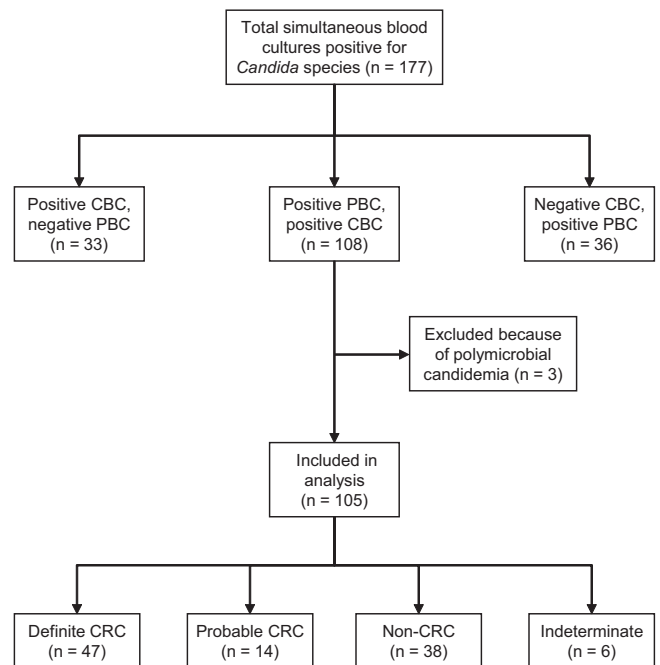 Total simultaneous blood
cultures positive for
Candida species (n = 177)
Positive CBC,
negative PBC
(n = 33)
Positive PBC,
positive CBC
(n = 108)
Negative CBC,
positive PBC
(n = 36)
Excluded because
of polymicrobial
candidemia (n = 3)
Included in
analysis
(n = 105)
Definite CRC
(n = 47)
Probable CRC
(n = 14)
Non-CRC
(n = 38)
Indeterminate
(n = 6)